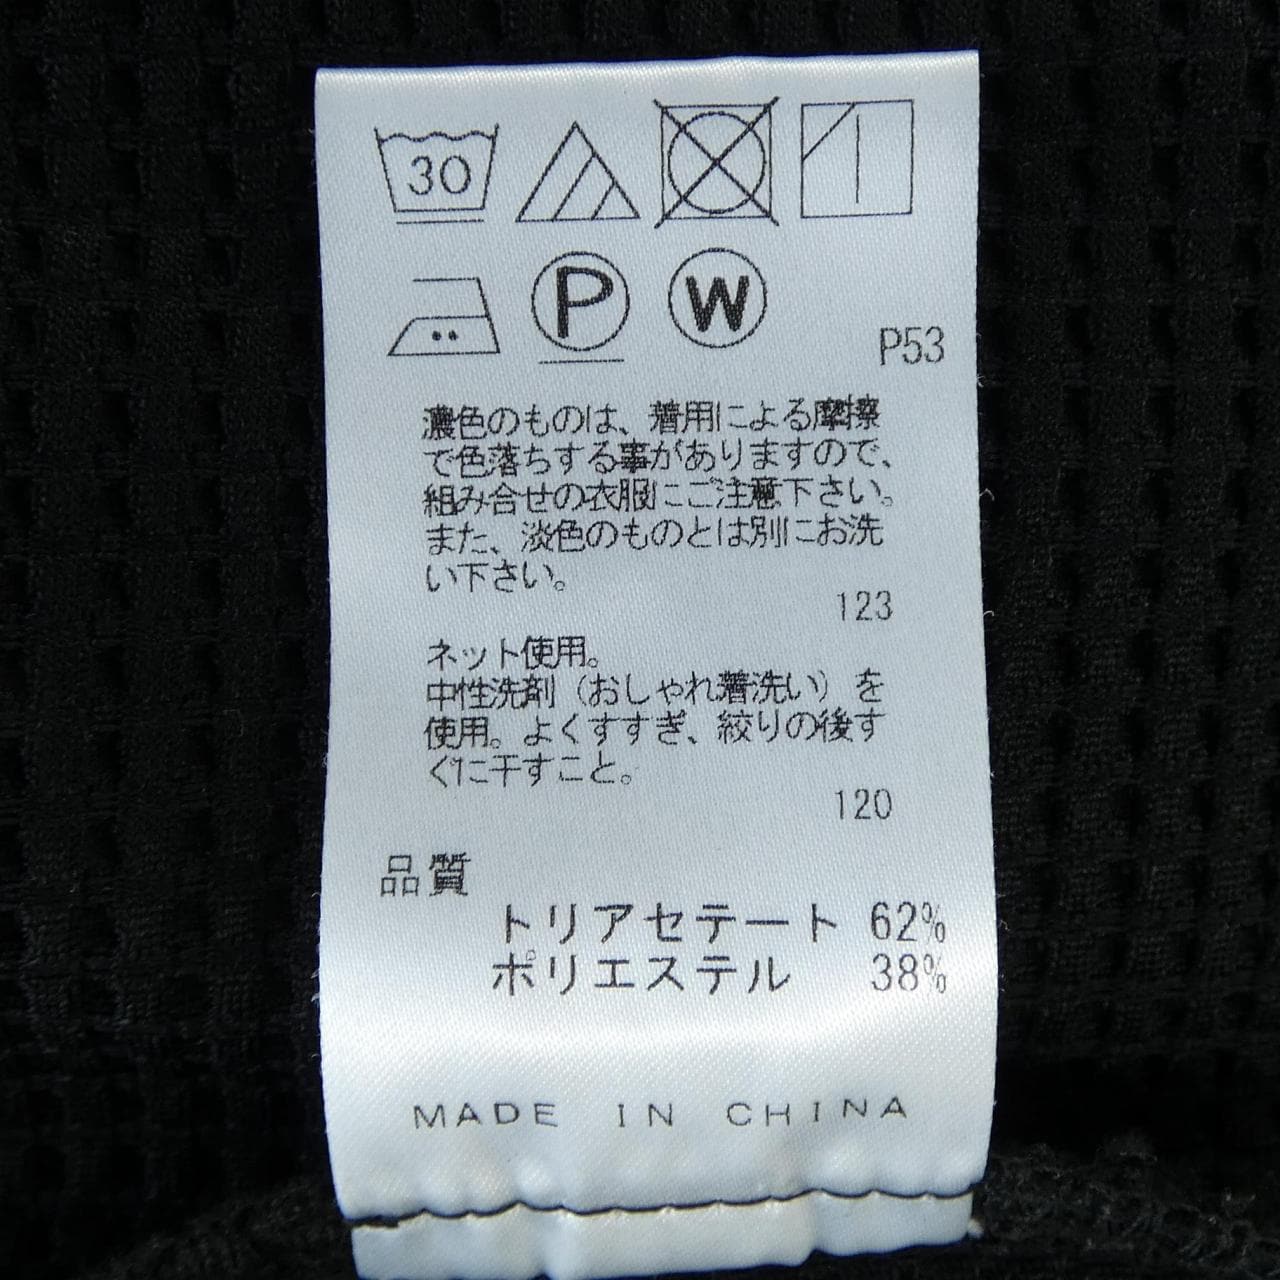 30
P W
P53
濃色のものは、着用による摩擦
で色落ちする事がありますので、
組み合せの衣服にご注意下さい。
また、淡色のものとは別にお洗
い下さい。
123
ネット使用。
中性洗剤（おしゃれ着洗い）を
使用。よくすすぎ、絞りの後す
ぐに干すこと。
120
品質
トリアセテート 62%
ポリエステル 38%
MADE IN CHINA